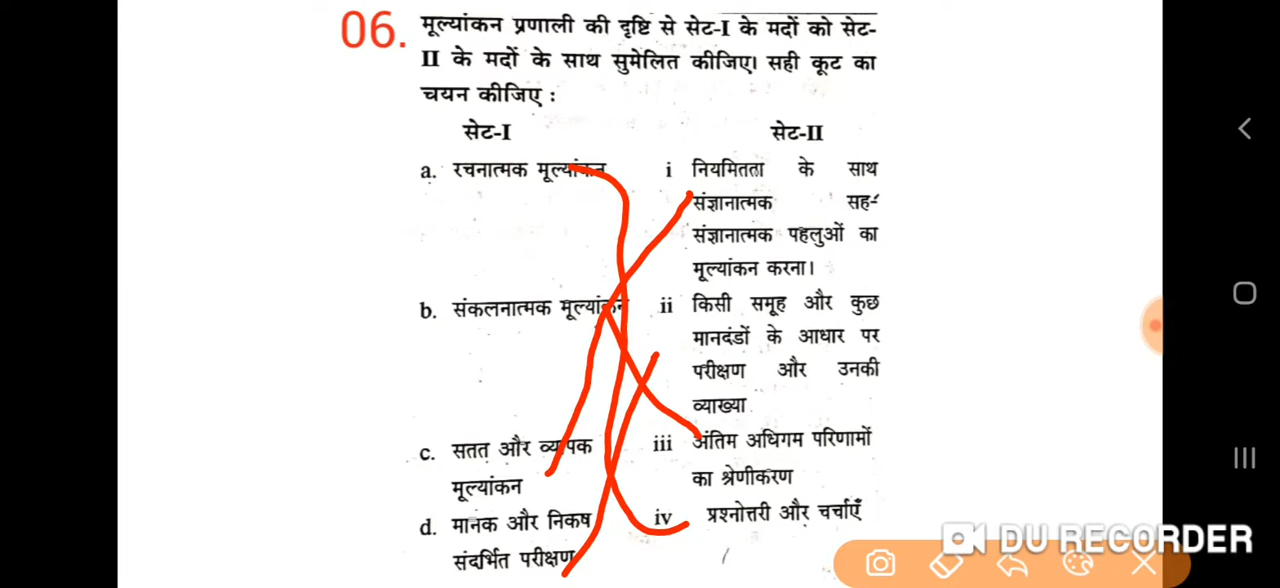 06.
मूल्यांकन प्रणाली की दृष्टि से सेट-I के मदों को सेट-
II के मदों के साथ सुमेलित कीजिए। सही कूट का
चयन कीजिए :
सेट-I सेट-II
a. रचनात्मक मूल्यांकन i नियमितता के साथ
संज्ञानात्मक सह-
संज्ञानात्मक पहलुओं का
मूल्यांकन करना।
b. संकलनात्मक मूल्यांकन ii किसी समूह और कुछ
मानदंडों के आधार पर
परीक्षण और उनकी
व्याख्या
c. सतत और व्यापक iii अंतिम अधिगम परिणामों
मूल्यांकन का श्रेणीकरण
d. मानक और निकष iv प्रश्नोत्तरी और चर्चाएँ
संदर्भित परीक्षण
DU RECORDER